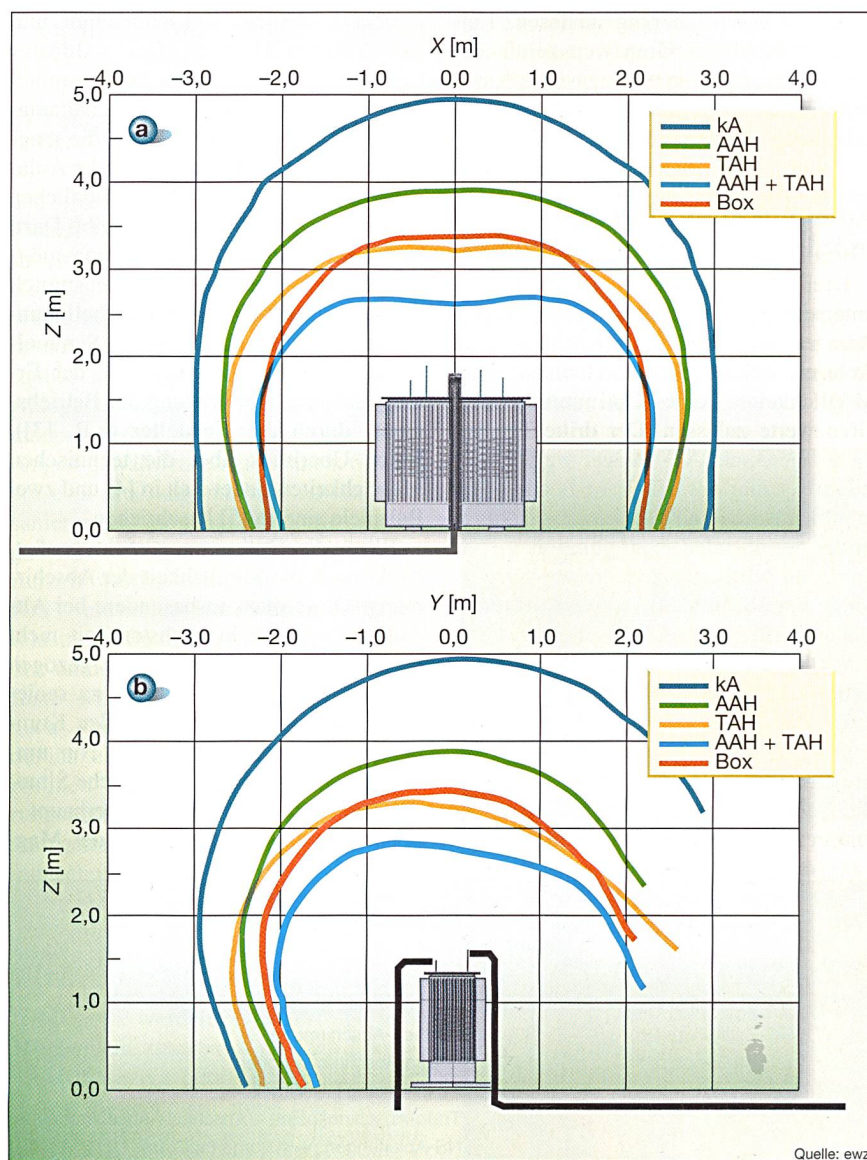 X [m]
–4,0 –3,0 –2,0 –1,0 0,0 1,0 2,0 3,0 4,0
5,0
4,0
3,0
2,0
1,0
0,0
Z [m]
a
kA
AAH
TAH
AAH + TAH
Box
Y [m]
–4,0 –3,0 –2,0 –1,0 0,0 1,0 2,0 3,0 4,0
5,0
4,0
3,0
2,0
1,0
0,0
Z [m]
b
kA
AAH
TAH
AAH + TAH
Box
Quelle: ewz